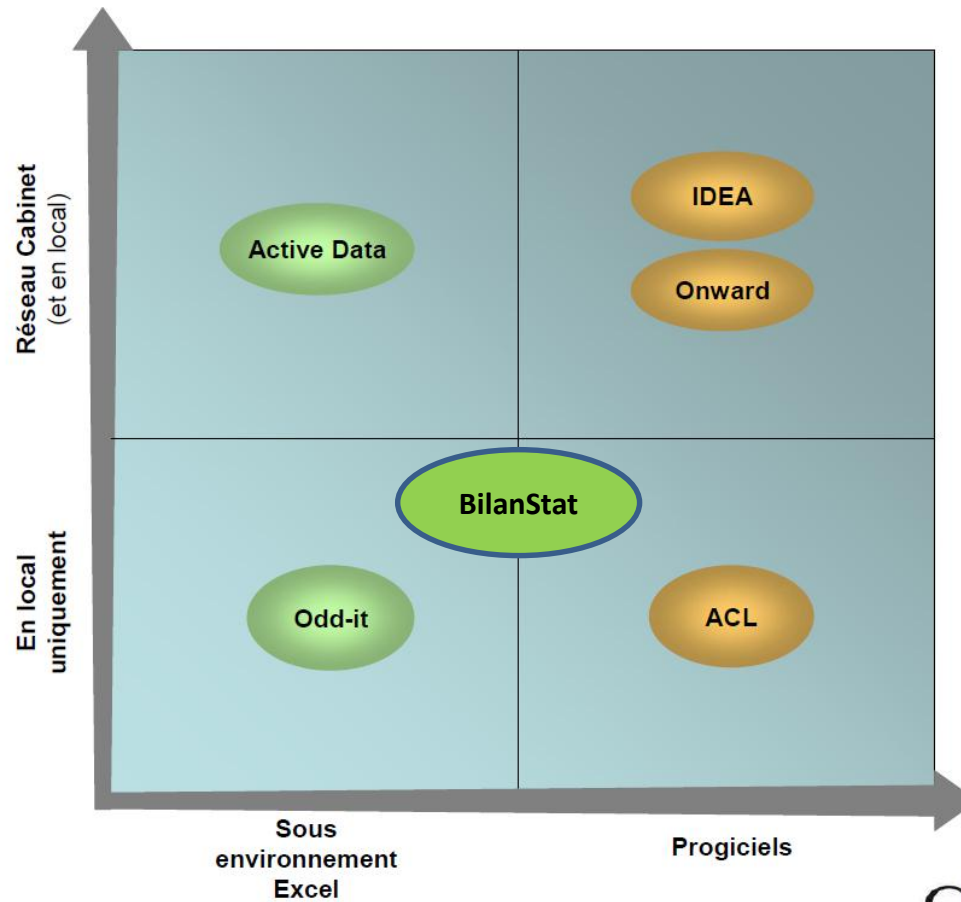 Réseau Cabinet
(et en local)
IDEA
Active Data
Onward
En local
uniquement
BilanStat
Odd-it
ACL
Sous
environnement
Excel
Progiciels